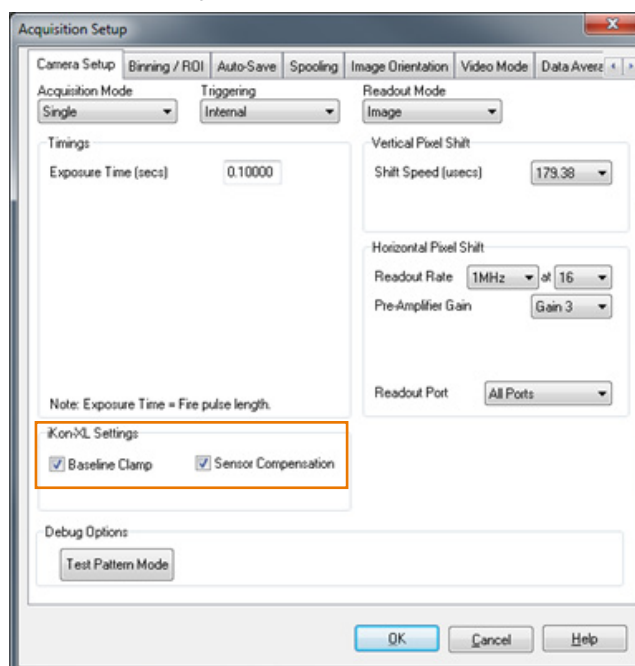 Acquisition Setup
Camera Setup Binning / ROI Auto-Save Spooling Image Orientation Video Mode Data Avera
Acquisition Mode Triggering Readout Mode
Single Internal Image
Timings Vertical Pixel Shift
Exposure Time (secs) 0.10000 Shift Speed (usecs) 179.38
Horizontal Pixel Shift
Readout Rate 1MHz at 16
Pre-Amplifier Gain Gain 3
Readout Port All Ports
Note: Exposure Time = Fire pulse length.
iKon-XL Settings
Baseline Clamp Sensor Compensation
Debug Options
Test Pattern Mode
OK Cancel Help